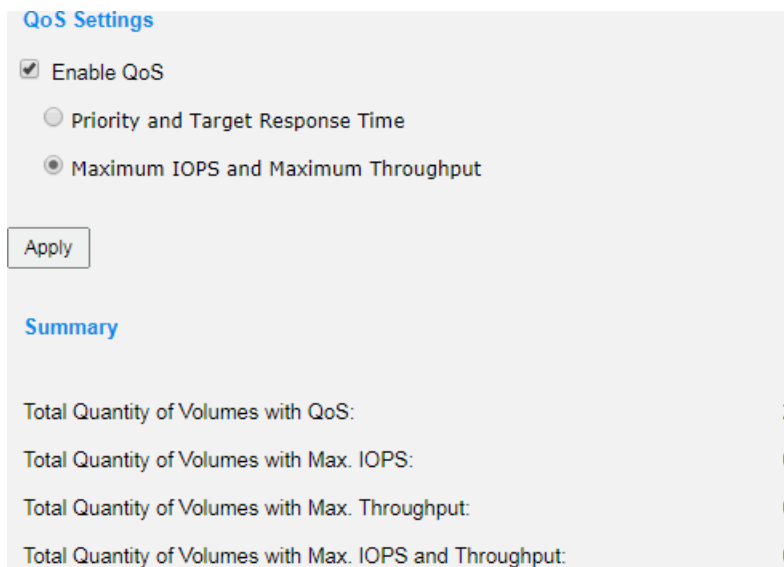 QoS Settings
Enable QoS
Priority and Target Response Time
Maximum IOPS and Maximum Throughput
Apply
Summary
Total Quantity of Volumes with QoS:
Total Quantity of Volumes with Max. IOPS:
Total Quantity of Volumes with Max. Throughput:
Total Quantity of Volumes with Max. IOPS and Throughput: